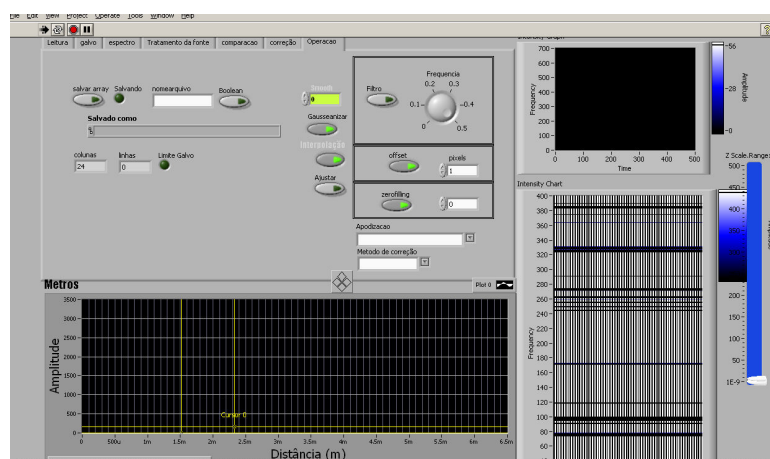 File Edit View Project Operate Tools Window Help
Leitura galvo espectro Tratamento da fonte comparacao correção Operacao
salvar array Salvando nomearquivo Boolean
Salvado como
colunas linhas Limite Galvo
24 0
0
Gausseanizar
Interpolação
Ajustar
Filtro
Frequencia
0.2 0.3
0.1 0.4
0 0.5
offset pixels
1
zerofilling
0
Apodizacao
Metodo de correção
Metros
Plot 0
Amplitude
3500
3000
2500
2000
1500
1000
500
0
Cursor 0
0 500u 1m 1.5m 2m 2.5m 3m 3.5m 4m 4.5m 5m 5.5m 6m 6.5m
Distância (m)
Intensity Graph
Frequency
700
600
500
400
300
200
100
0
0 100 200 300 400 500
Time
56
28
0
Amplitude
Intensity Chart
Frequency
400
380
360
340
320
300
280
260
240
220
200
180
160
140
120
100
80
60
Z Scale.Range:
500
450
400
350
200
150
100
50
1E-9